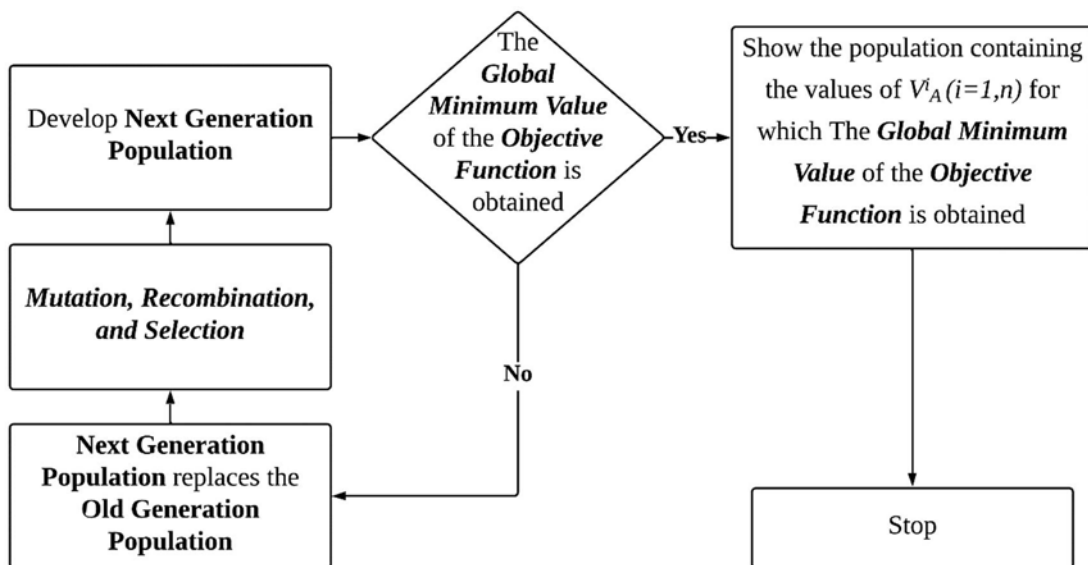 Develop Next Generation
Population
The
Global
Minimum Value
of the Objective
Function is
obtained
Yes
Show the population containing
the values of Vⁱ_A (i=1,n) for
which The Global Minimum
Value of the Objective
Function is obtained
Mutation, Recombination,
and Selection
No
Next Generation
Population replaces the
Old Generation
Population
Stop